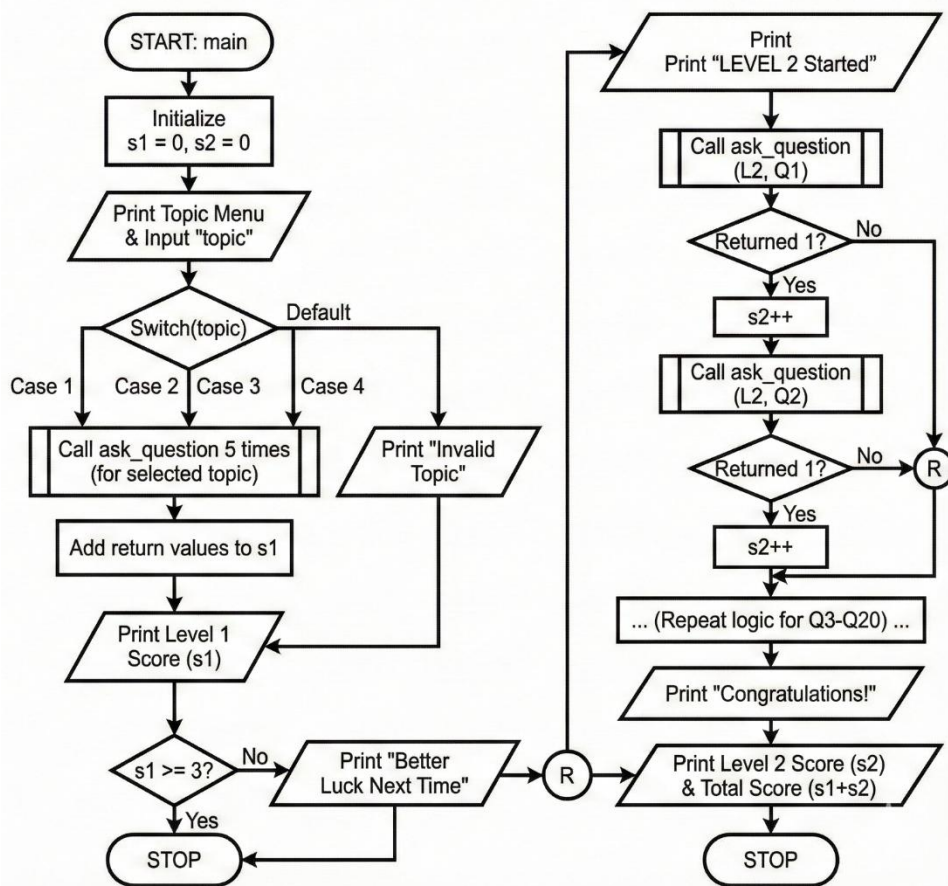 START: main
Initialize
s1 = 0, s2 = 0
Print Topic Menu
& Input "topic"
Switch(topic)
Default
Case 1
Case 2
Case 3
Case 4
Call ask_question 5 times
(for selected topic)
Print "Invalid
Topic"
Add return values to s1
Print Level 1
Score (s1)
s1 >= 3?
No
Yes
Print "Better
Luck Next Time"
STOP
R
Print
Print “LEVEL 2 Started”
Call ask_question
(L2, Q1)
Returned 1?
No
Yes
s2++
Call ask_question
(L2, Q2)
Returned 1?
No
R
Yes
s2++
... (Repeat logic for Q3-Q20) ...
Print "Congratulations!"
Print Level 2 Score (s2)
& Total Score (s1+s2)
STOP